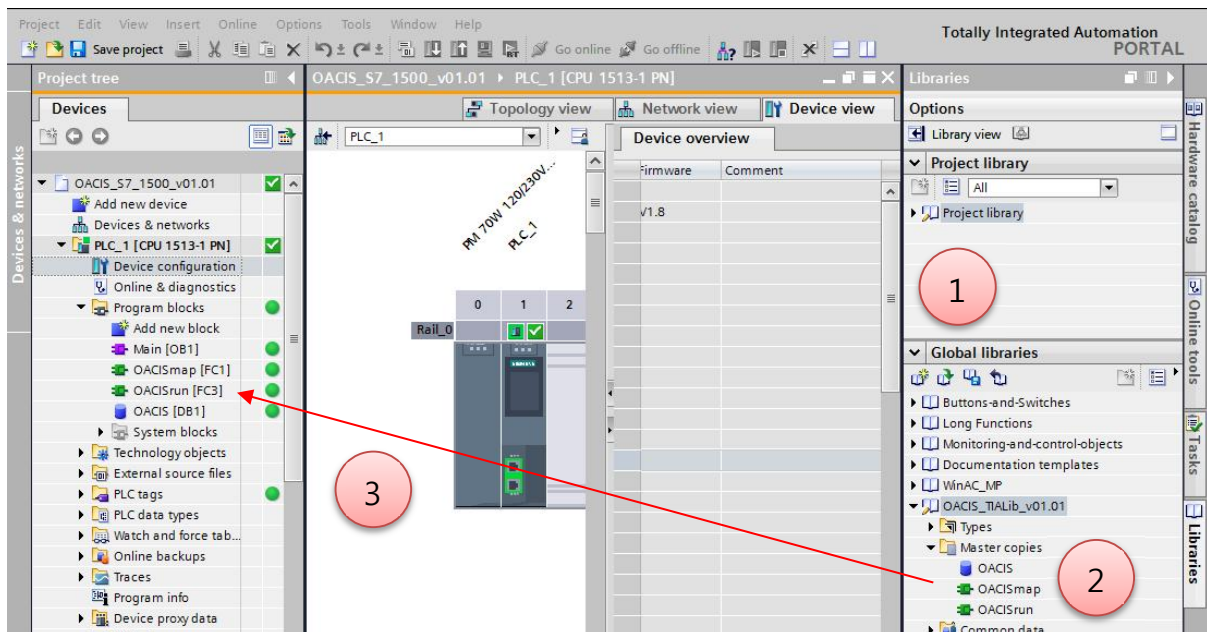 Project Edit View Insert Online Options Tools Window Help
Totally Integrated Automation
PORTAL
Save project Go online Go offline
Project tree
OACIS_S7_1500_v01.01 PLC_1 [CPU 1513-1 PN]
Libraries
Devices
Topology view Network view Device view
Options
PLC_1
Device overview
Library view
Firmware Comment
Project library
All
Project library
Devices & networks
OACIS_S7_1500_v01.01
Add new device
Devices & networks
PLC_1 [CPU 1513-1 PN]
Device configuration
Online & diagnostics
Program blocks
Add new block
Main [OB1]
OACISmap [FC1]
OACISrun [FC3]
OACIS [DB1]
System blocks
Technology objects
External source files
PLC tags
PLC data types
Watch and force tab...
Online backups
Traces
Program info
Device proxy data
PM 70W 120/230V...
PLC_1
0 1 2
Rail_0
SIEMENS
V1.8
1
3
Global libraries
Buttons-and-Switches
Long Functions
Monitoring-and-control-objects
Documentation templates
WinAC_MP
OACIS_TIALib_v01.01
Types
Master copies
OACIS
OACISmap
OACISrun
Common data
2
Hardware catalog
Online tools
Tasks
Libraries